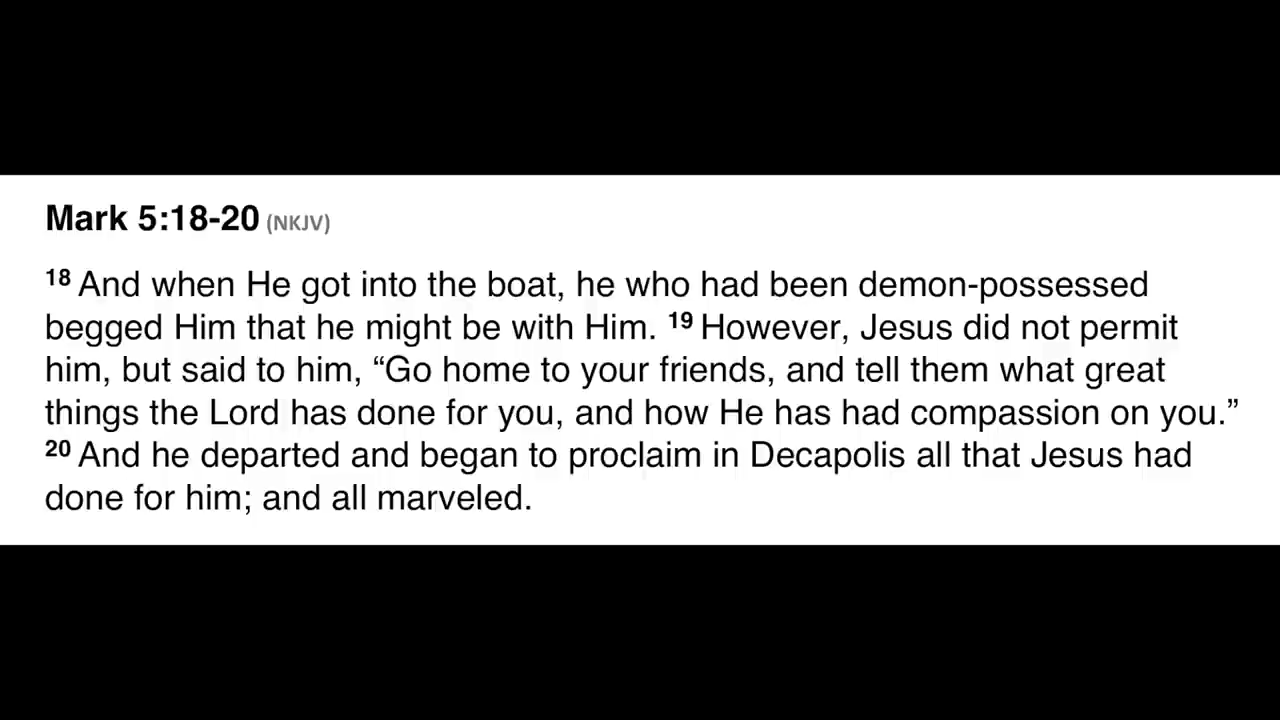 Mark 5:18-20 (NKJV)
18 And when He got into the boat, he who had been demon-possessed
begged Him that he might be with Him. 19 However, Jesus did not permit
him, but said to him, “Go home to your friends, and tell them what great
things the Lord has done for you, and how He has had compassion on you.”
20 And he departed and began to proclaim in Decapolis all that Jesus had
done for him; and all marveled.